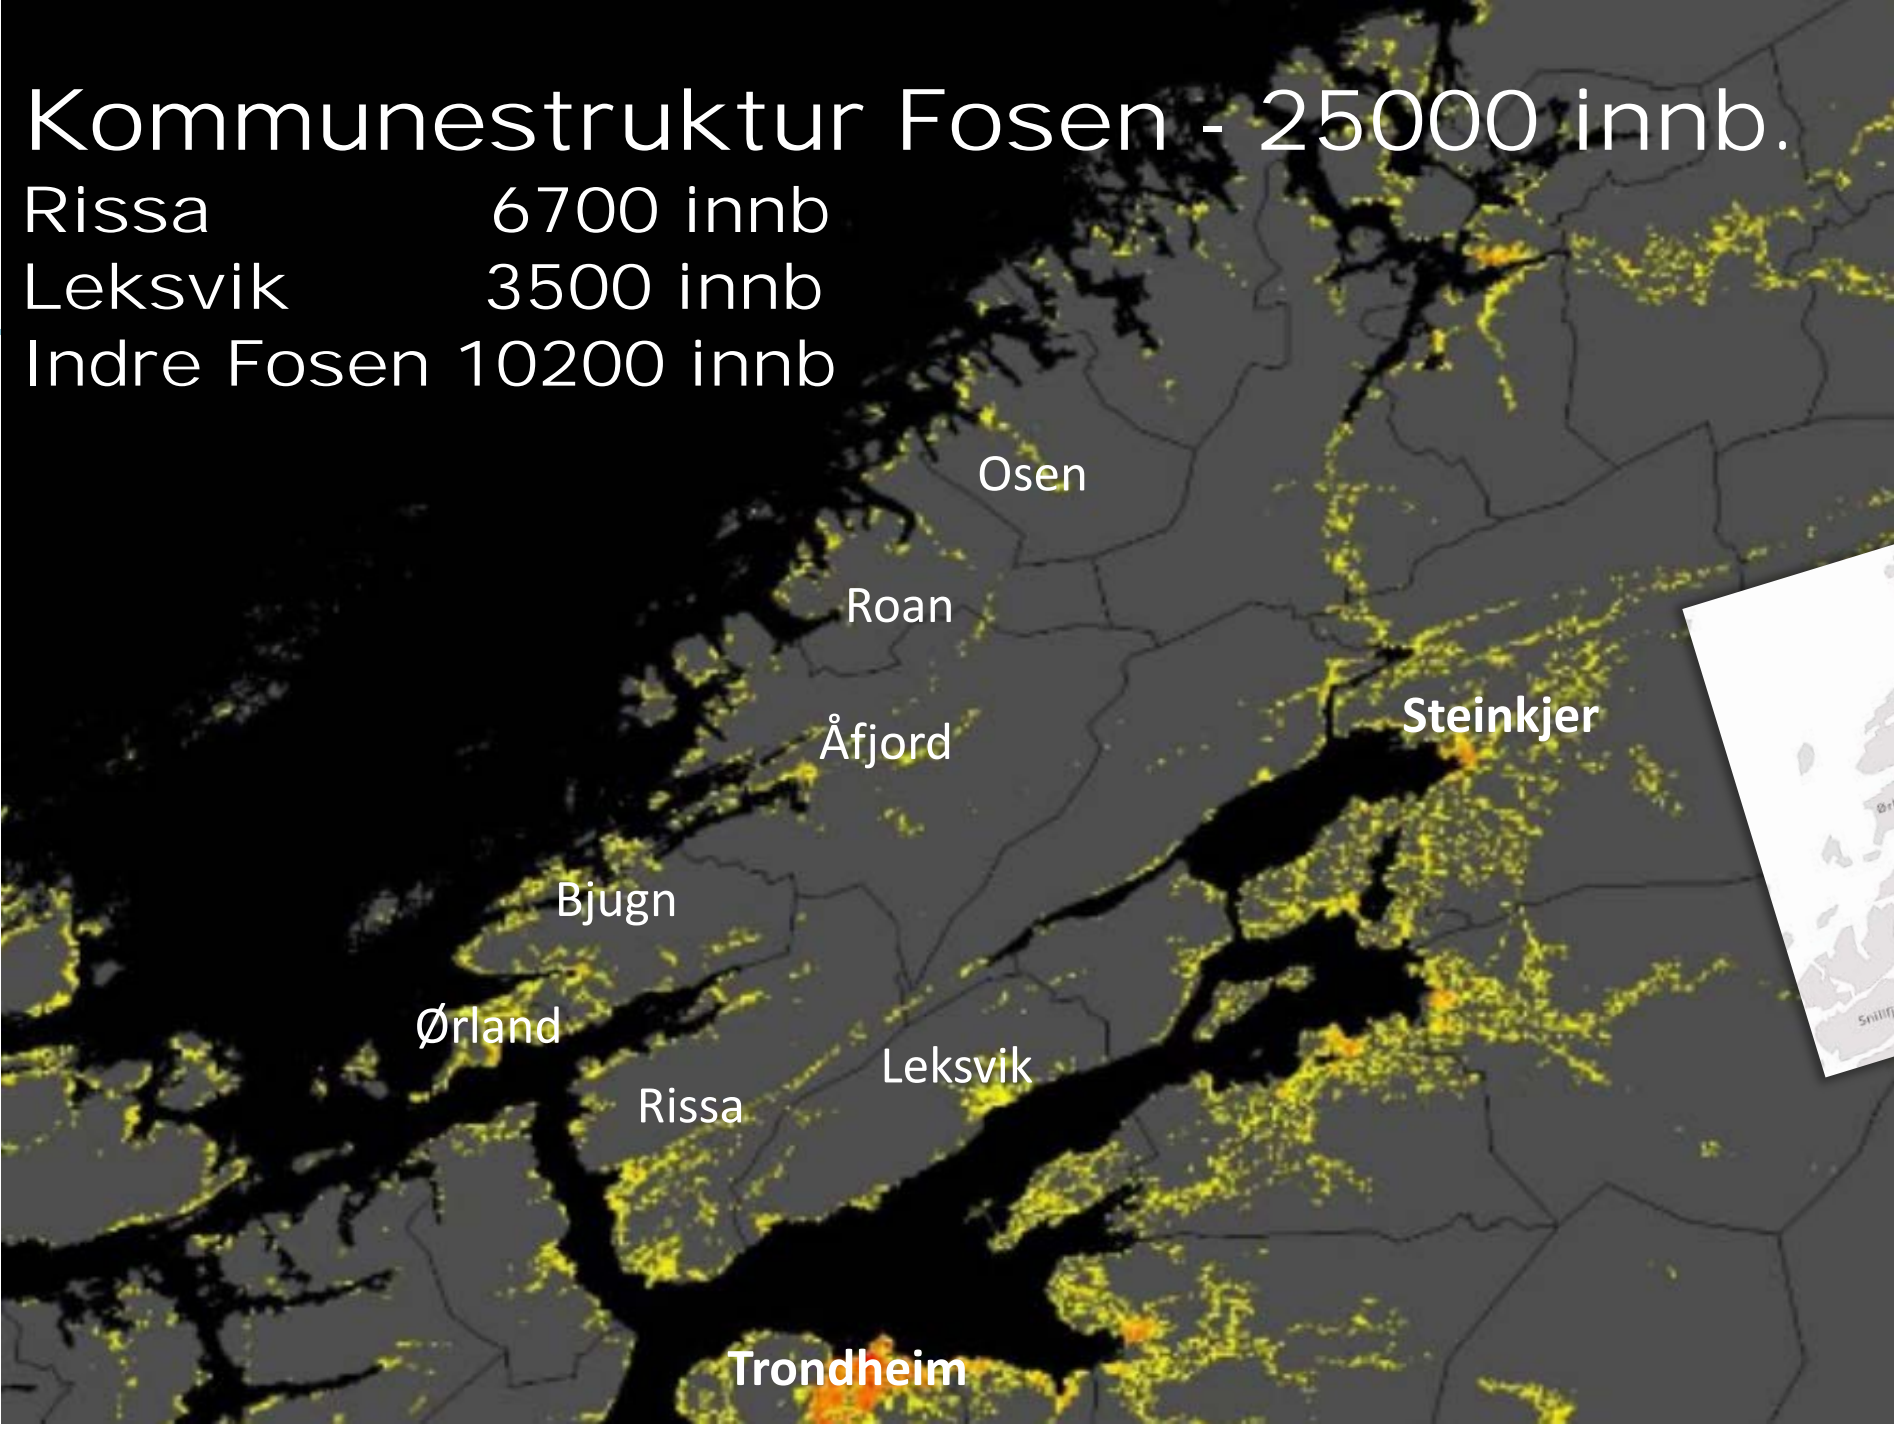 Kommunestruktur Fosen - 25000 innb.
Rissa 6700 innb
Leksvik 3500 innb
Indre Fosen 10200 innb
Osen
Roan
Steinkjer
Åfjord
Bjugn
Ørland
Leksvik
Rissa
Trondheim